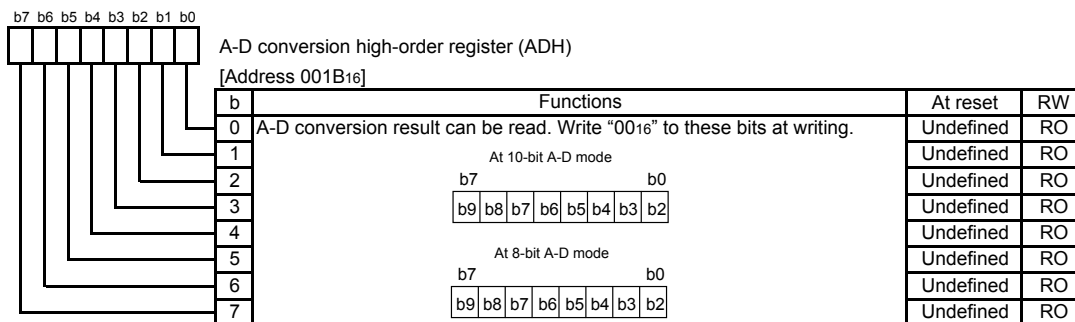 b7 b6 b5 b4 b3 b2 b1 b0
A-D conversion high-order register (ADH)
[Address 001B16]
b Functions At reset RW
0 A-D conversion result can be read. Write “0016” to these bits at writing. Undefined RO
1 At 10-bit A-D mode Undefined RO
2 b7 b0 Undefined RO
3 b9 b8 b7 b6 b5 b4 b3 b2 Undefined RO
4 Undefined RO
5 At 8-bit A-D mode Undefined RO
6 b7 b0 Undefined RO
7 b9 b8 b7 b6 b5 b4 b3 b2 Undefined RO